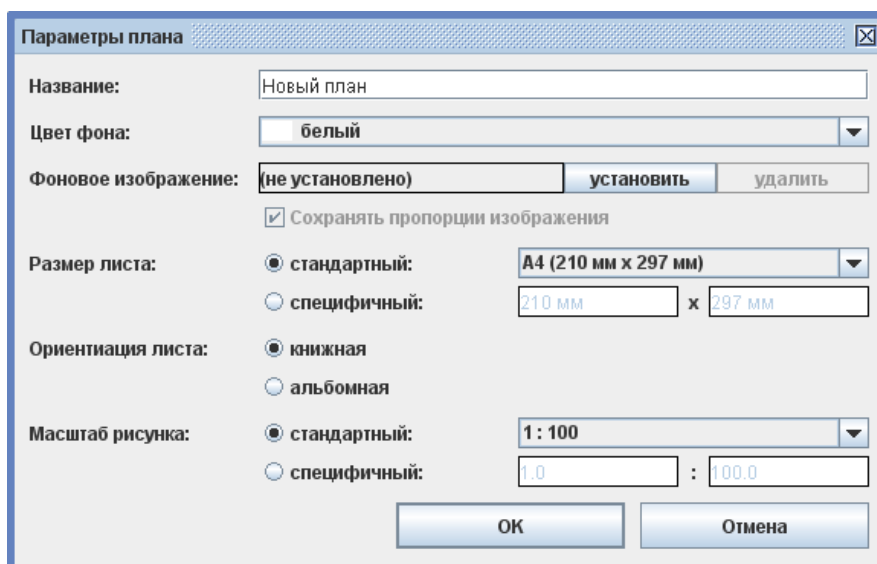 Параметры плана
Название: Новый план
Цвет фона: белый
Фоновое изображение: (не установлено) установить удалить
Сохранять пропорции изображения
Размер листа: стандартный: A4 (210 мм x 297 мм)
специфичный: 210 мм x 297 мм
Ориентиация листа: книжная
альбомная
Масштаб рисунка: стандартный: 1 : 100
специфичный: 1.0 : 100.0
OK Отмена